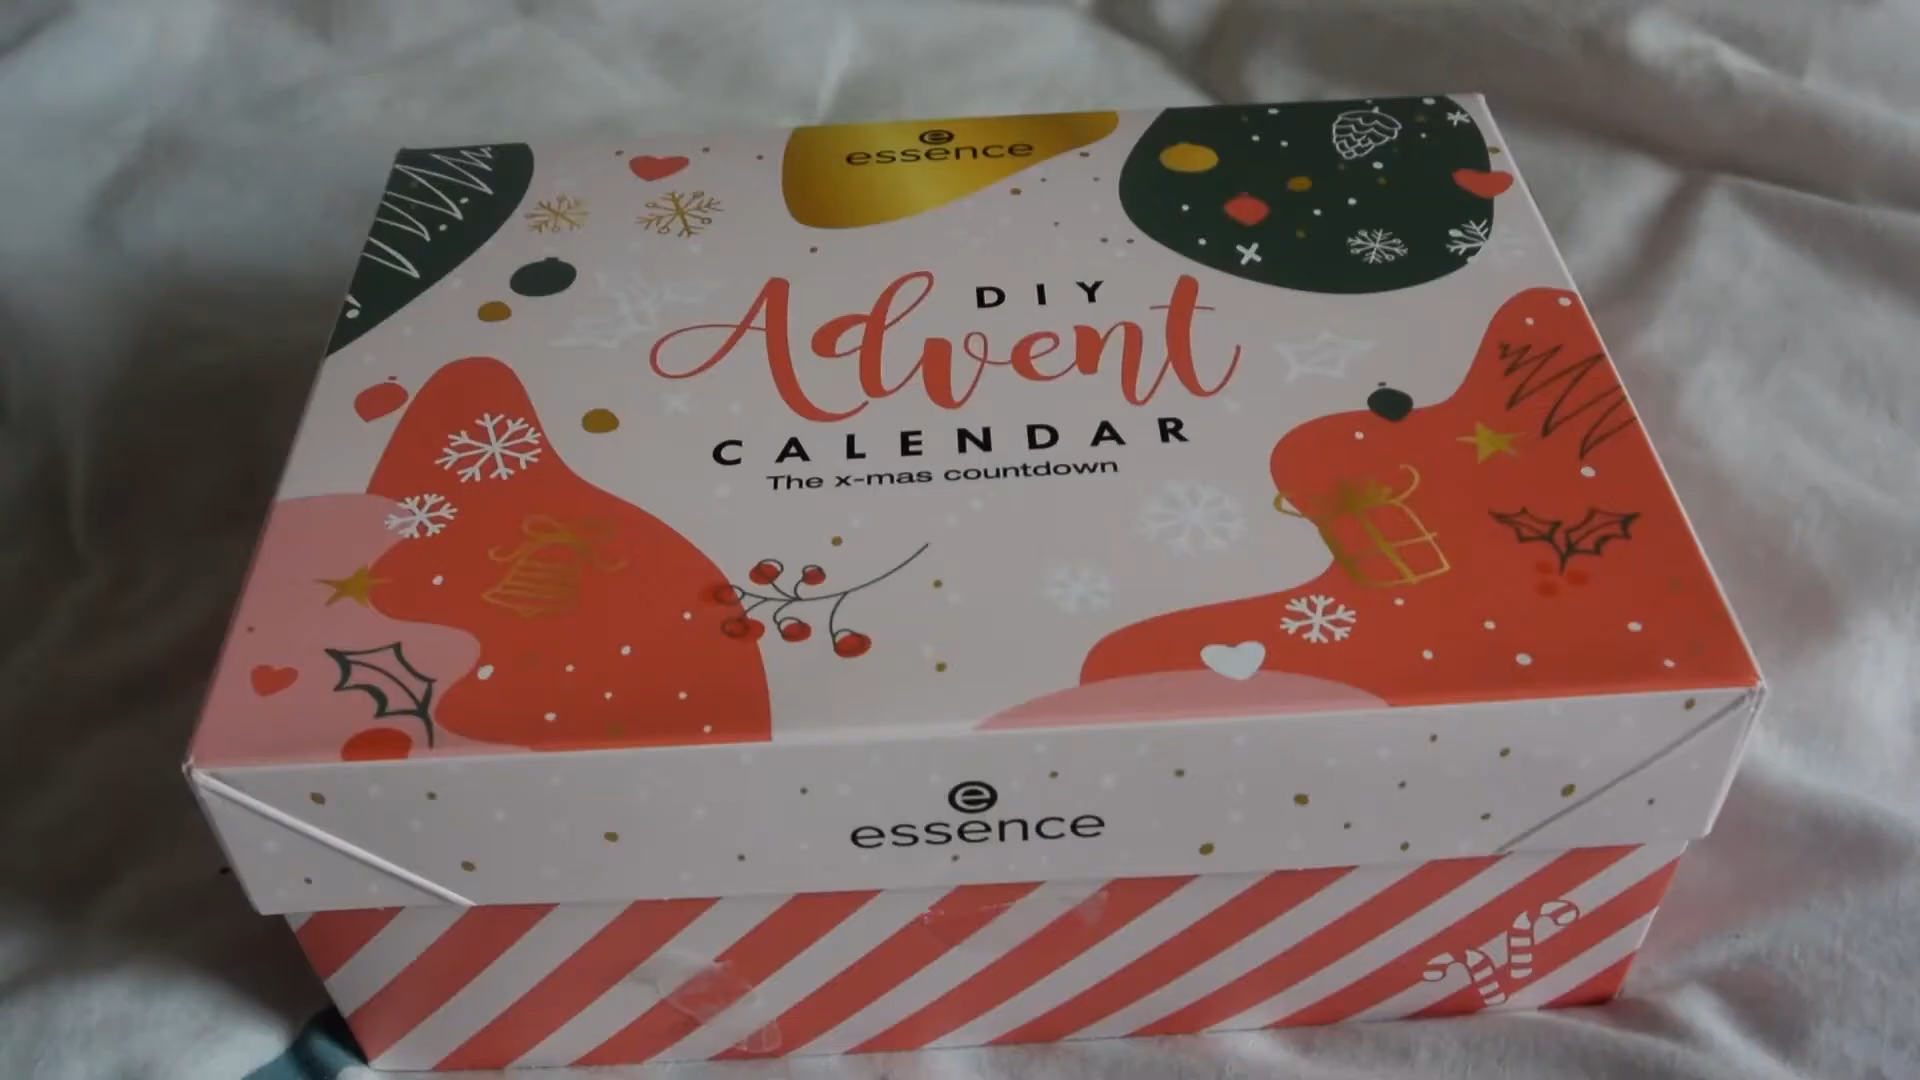 essence
DIY
Advent
CALENDAR
The x-mas countdown
essence